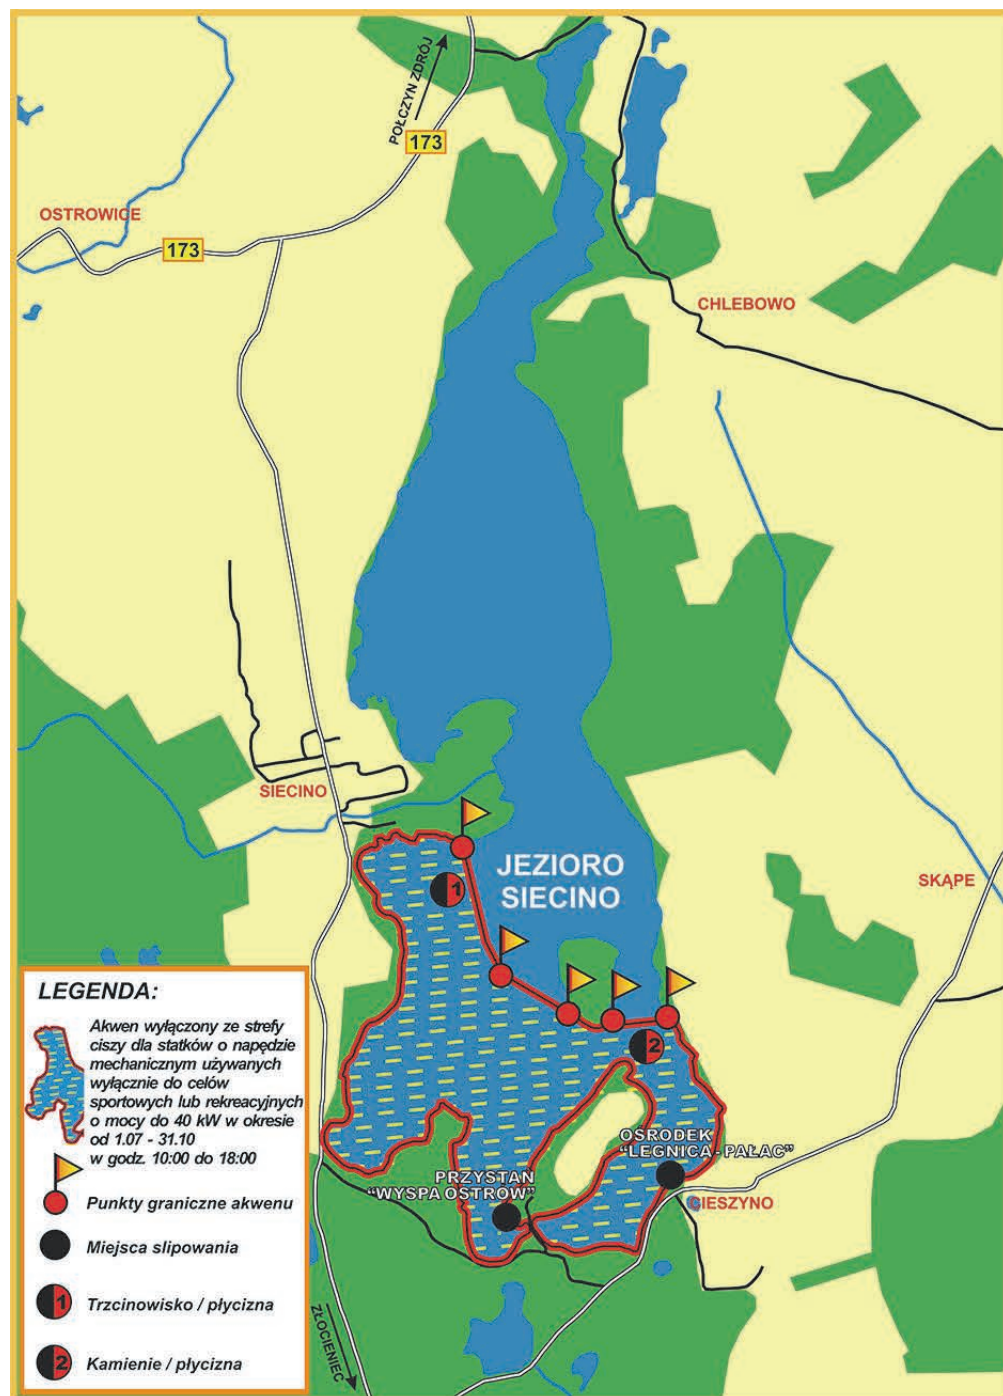 POŁCZYN ZDRÓJ
173
OSTROWICE
173
CHLEBOWO
SIECINO
JEZIORO
SIECINO
SKĄPE
1
2
OŚRODEK
"LEGNICA - PAŁAC"
PRZYSTAŃ
"WYSPA OSTRÓW"
CIESZYNO
ZŁOCIENIEC
LEGENDA:
Akwen wyłączony ze strefy
ciszy dla statków o napędzie
mechanicznym używanych
wyłącznie do celów
sportowych lub rekreacyjnych
o mocy do 40 kW w okresie
od 1.07 - 31.10
w godz. 10:00 do 18:00
Punkty graniczne akwenu
Miejsca slipowania
1 Trzcinowisko / płycizna
2 Kamienie / płycizna